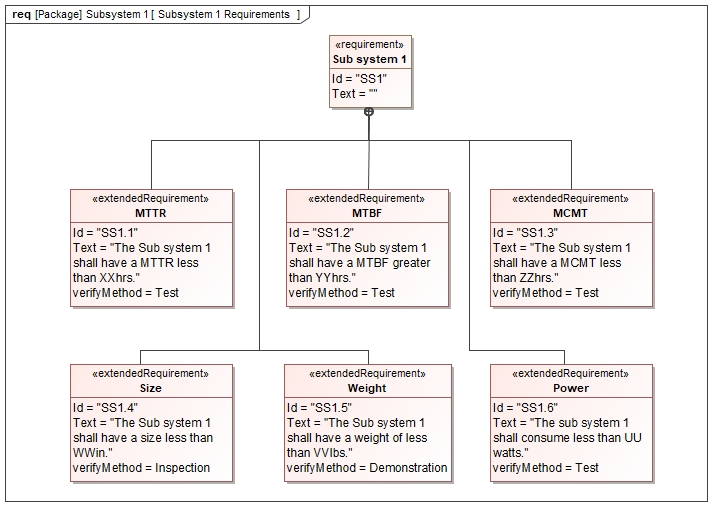 req [Package] Subsystem 1 [ Subsystem 1 Requirements ]
«requirement»
Sub system 1
Id = "SS1"
Text = ""
«extendedRequirement»
MTTR
Id = "SS1.1"
Text = "The Sub system 1
shall have a MTTR less
than XXhrs."
verifyMethod = Test
«extendedRequirement»
MTBF
Id = "SS1.2"
Text = "The Sub system 1
shall have a MTBF greater
than YYhrs."
verifyMethod = Test
«extendedRequirement»
MCMT
Id = "SS1.3"
Text = "The Sub system 1
shall have a MCMT less
than ZZhrs."
verifyMethod = Test
«extendedRequirement»
Size
Id = "SS1.4"
Text = "The Sub system 1
shall have a size less than
WWin."
verifyMethod = Inspection
«extendedRequirement»
Weight
Id = "SS1.5"
Text = "The Sub system 1
shall have a weight of less
than VVlbs."
verifyMethod = Demonstration
«extendedRequirement»
Power
Id = "SS1.6"
Text = "The sub system 1
shall consume less than UU
watts."
verifyMethod = Test